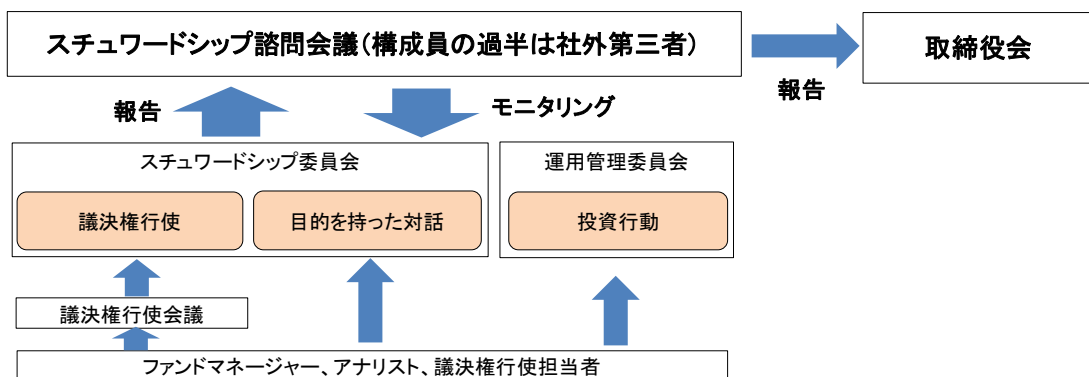 スチュワードシップ諮問会議(構成員の過半は社外第三者)
取締役会
報告
報告
モニタリング
スチュワードシップ委員会
運用管理委員会
議決権行使
目的を持った対話
投資行動
議決権行使会議
ファンドマネージャー、アナリスト、議決権行使担当者